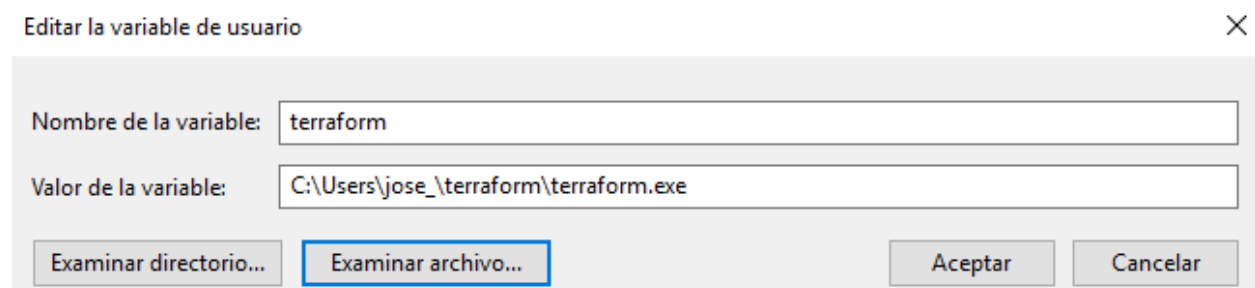 Editar la variable de usuario
Nombre de la variable: terraform
Valor de la variable: C:\Users\jose_\terraform\terraform.exe
Examinar directorio... Examinar archivo... Aceptar Cancelar